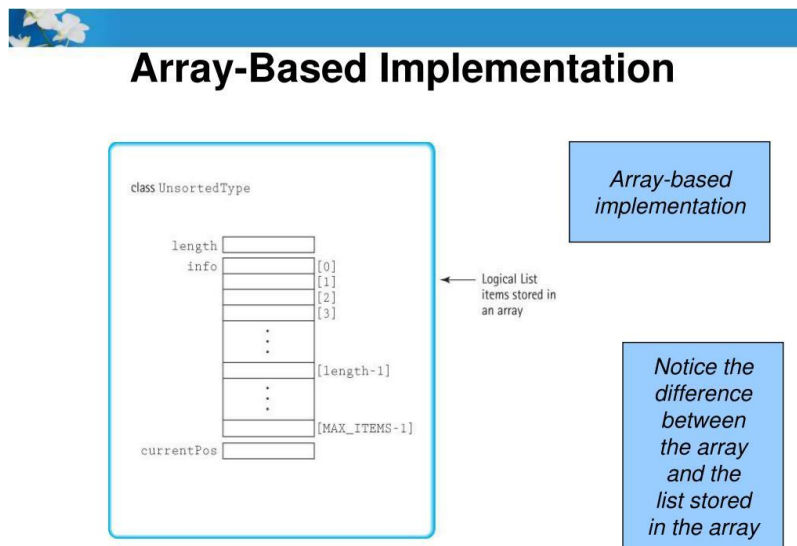 Array-Based Implementation
class UnsortedType
length
info [0]
[1]
[2]
[3]
[length-1]
[MAX_ITEMS-1]
currentPos
Logical List
items stored in
an array
Array-based
implementation
Notice the
difference
between
the array
and the
list stored
in the array